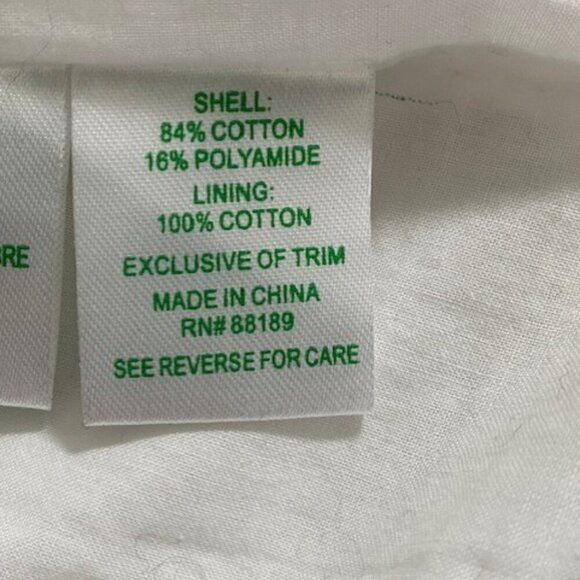 SHELL:
84% COTTON
16% POLYAMIDE
LINING:
100% COTTON
EXCLUSIVE OF TRIM
MADE IN CHINA
RN# 88189
SEE REVERSE FOR CARE